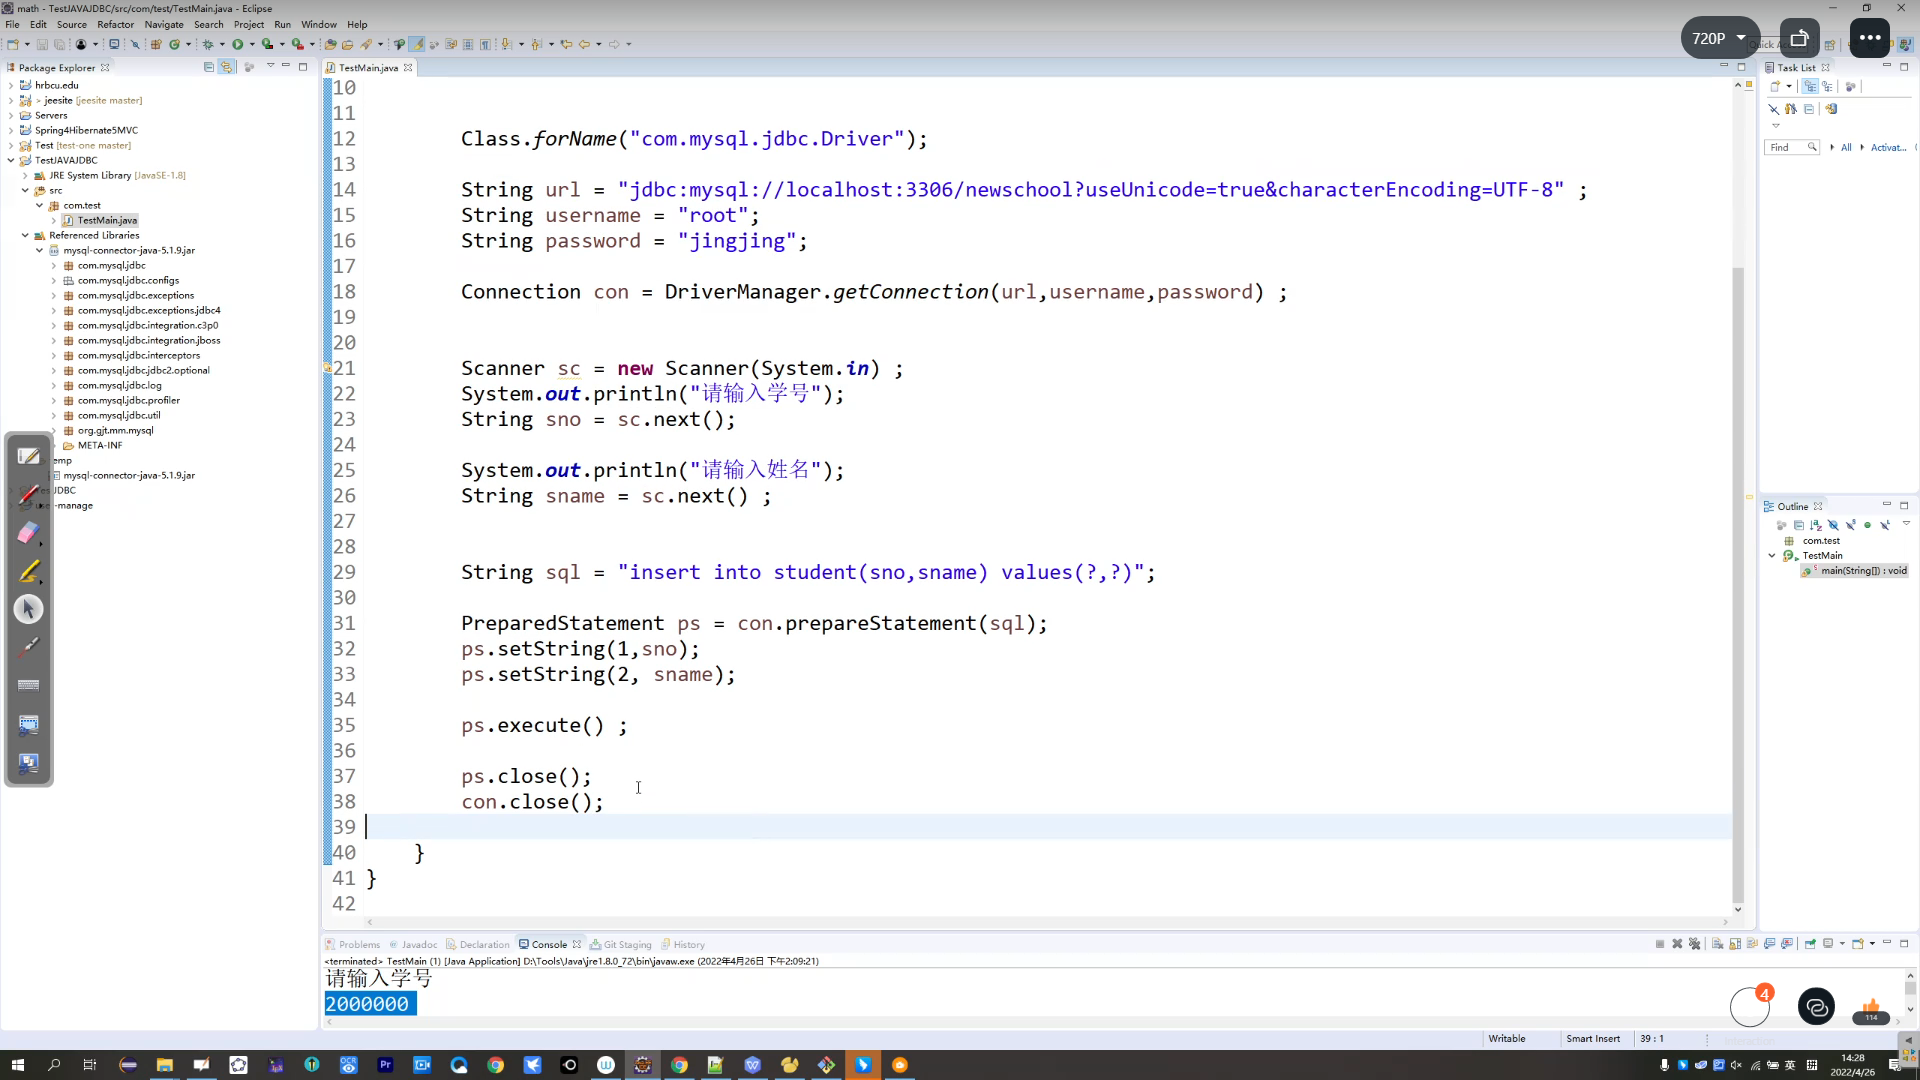 math - TestJAVAJDBC/src/com/test/TestMain.java - Eclipse
File Edit Source Refactor Navigate Search Project Run Window Help
720P
Quick Access
Package Explorer
hrbcu.edu
> jeesite [jeesite master]
Servers
Spring4Hibernate5MVC
Test [test-one master]
TestJAVAJDBC
JRE System Library [JavaSE-1.8]
src
com.test
TestMain.java
Referenced Libraries
mysql-connector-java-5.1.9.jar
com.mysql.jdbc
com.mysql.jdbc.configs
com.mysql.jdbc.exceptions
com.mysql.jdbc.exceptions.jdbc4
com.mysql.jdbc.integration.c3p0
com.mysql.jdbc.integration.jboss
com.mysql.jdbc.interceptors
com.mysql.jdbc.jdbc2.optional
com.mysql.jdbc.log
com.mysql.jdbc.profiler
com.mysql.jdbc.util
org.gjt.mm.mysql
META-INF
emp
mysql-connector-java-5.1.9.jar
JDBC
-manage
TestMain.java
10
11
12 Class.forName("com.mysql.jdbc.Driver");
13
14 String url = "jdbc:mysql://localhost:3306/newschool?useUnicode=true&characterEncoding=UTF-8" ;
15 String username = "root";
16 String password = "jingjing";
17
18 Connection con = DriverManager.getConnection(url,username,password) ;
19
20
21 Scanner sc = new Scanner(System.in) ;
22 System.out.println("请输入学号");
23 String sno = sc.next();
24
25 System.out.println("请输入姓名");
26 String sname = sc.next() ;
27
28
29 String sql = "insert into student(sno,sname) values(?,?)";
30
31 PreparedStatement ps = con.prepareStatement(sql);
32 ps.setString(1,sno);
33 ps.setString(2, sname);
34
35 ps.execute() ;
36
37 ps.close();
38 con.close();
39
40 }
41 }
42
Task List
Find All Activat...
Outline
com.test
TestMain
main(String[]) : void
Problems Javadoc Declaration Console Git Staging History
<terminated> TestMain (1) [Java Application] D:\Tools\Java\jre1.8.0_72\bin\javaw.exe (2022年4月26日 下午2:09:21)
请输入学号
2000000
4
114
Writable Smart Insert 39 : 1
OCR
Pr
英
14:28
2022/4/26